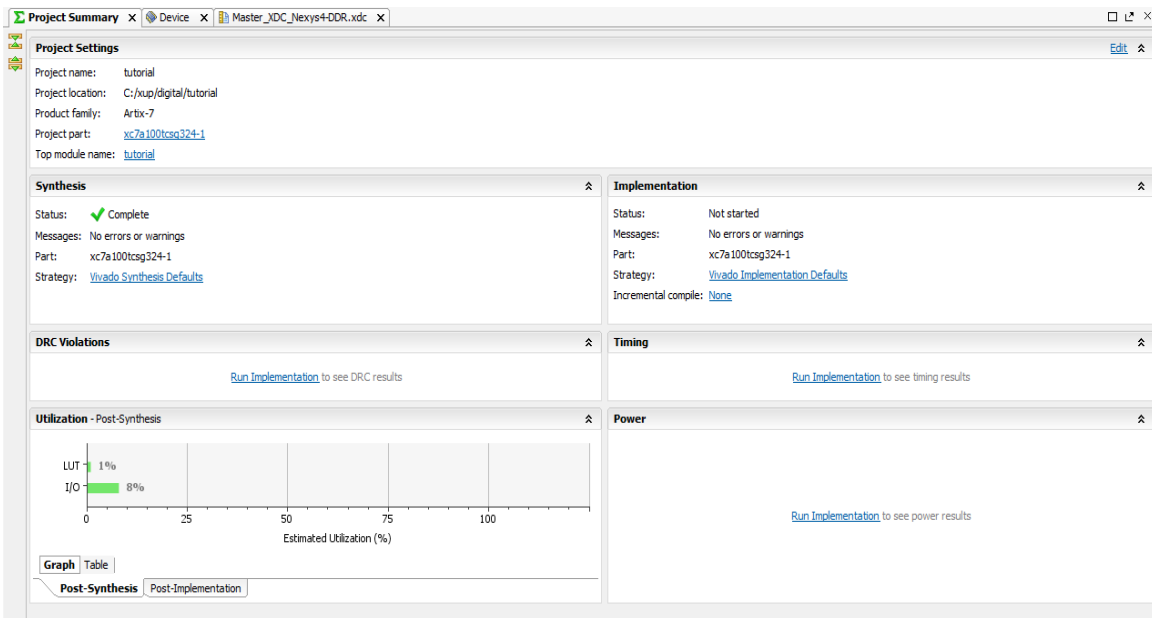 Project Summary
Device
Master_XDC_Nexys4-DDR.xdc
Project Settings
Edit
Project name: tutorial
Project location: C:/xup/digital/tutorial
Product family: Artix-7
Project part: xc7a100tcsg324-1
Top module name: tutorial
Synthesis
Status: Complete
Messages: No errors or warnings
Part: xc7a100tcsg324-1
Strategy: Vivado Synthesis Defaults
Implementation
Status: Not started
Messages: No errors or warnings
Part: xc7a100tcsg324-1
Strategy: Vivado Implementation Defaults
Incremental compile: None
DRC Violations
Run Implementation to see DRC results
Timing
Run Implementation to see timing results
Utilization - Post-Synthesis
LUT 1%
I/O 8%
0 25 50 75 100
Estimated Utilization (%)
Graph Table
Post-Synthesis Post-Implementation
Power
Run Implementation to see power results